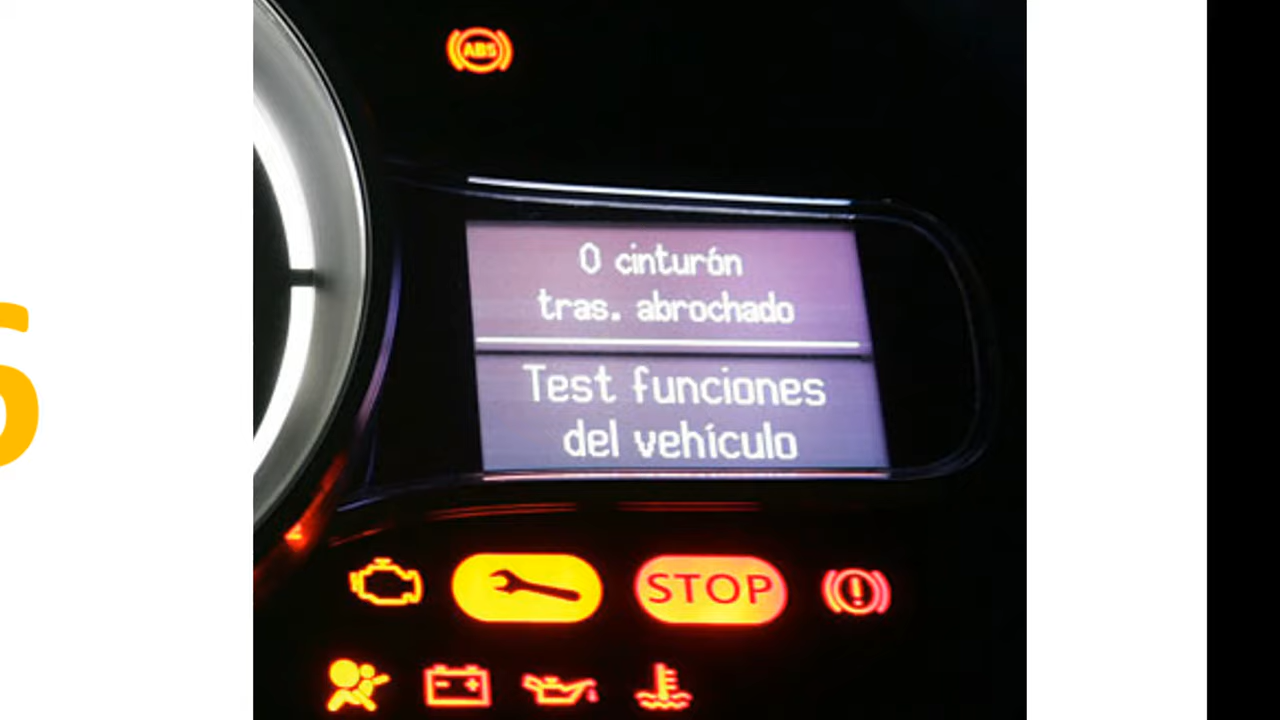 ABS
0 cinturón
tras. abrochado
Test funciones
del vehículo
STOP